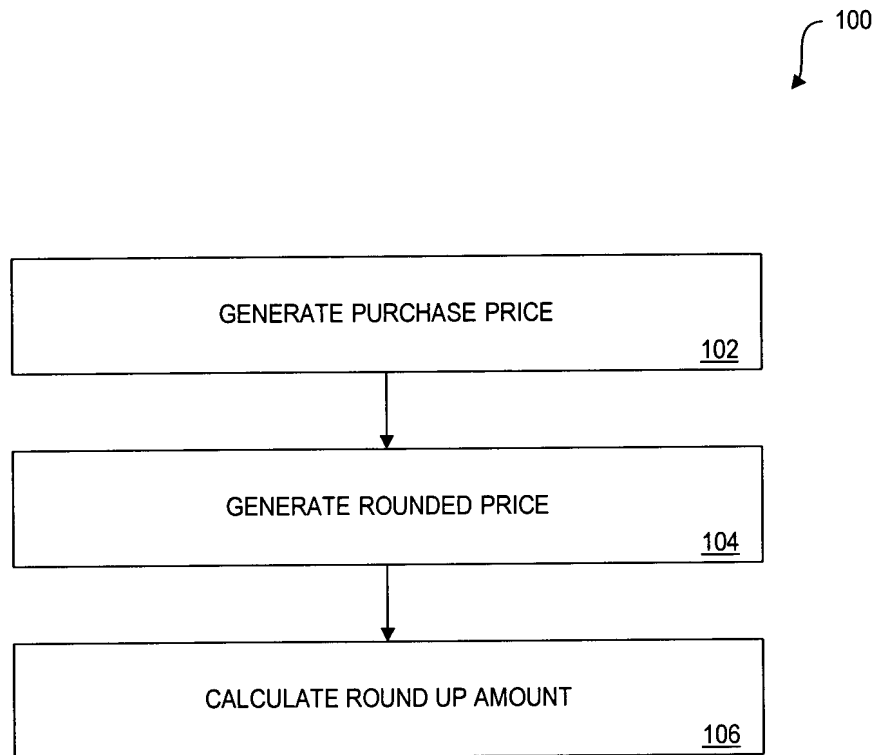 100
GENERATE PURCHASE PRICE
102
GENERATE ROUNDED PRICE
104
CALCULATE ROUND UP AMOUNT
106